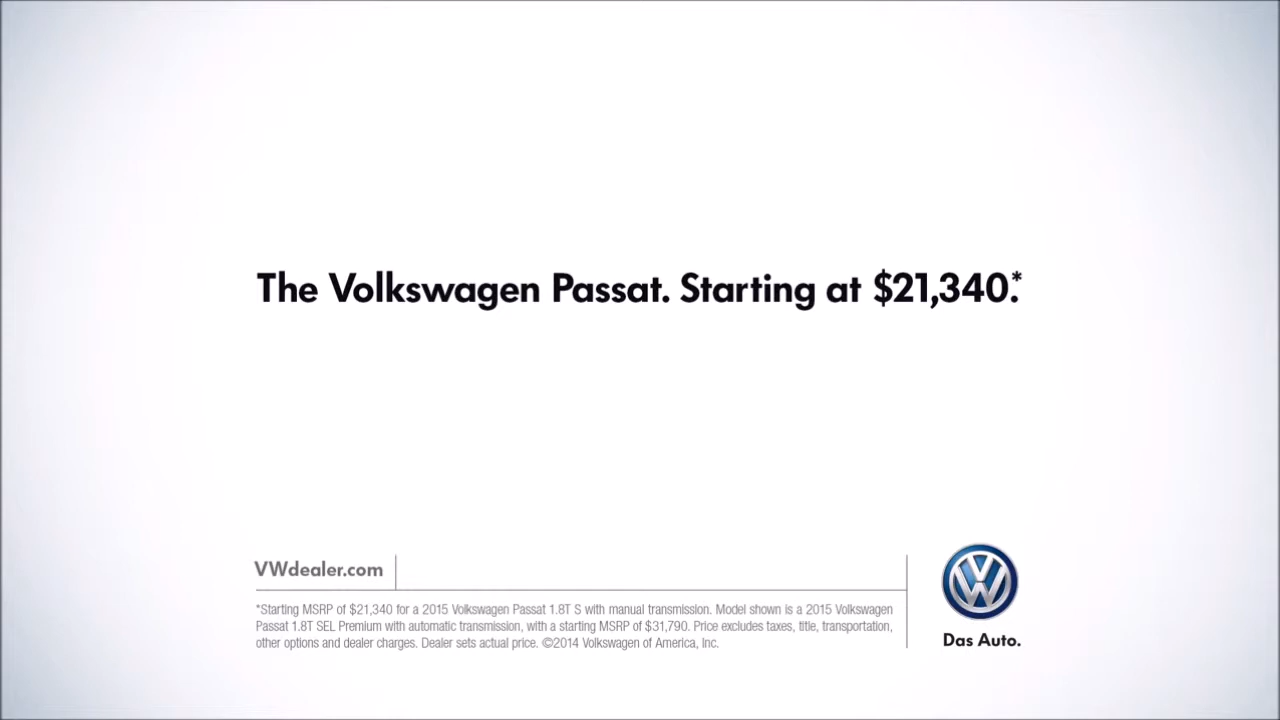 The Volkswagen Passat. Starting at $21,340.*
VWdealer.com
*Starting MSRP of $21,340 for a 2015 Volkswagen Passat 1.8T S with manual transmission. Model shown is a 2015 Volkswagen
Passat 1.8T SEL Premium with automatic transmission, with a starting MSRP of $31,790. Price excludes taxes, title, transportation,
other options and dealer charges. Dealer sets actual price. ©2014 Volkswagen of America, Inc.
VW
Das Auto.